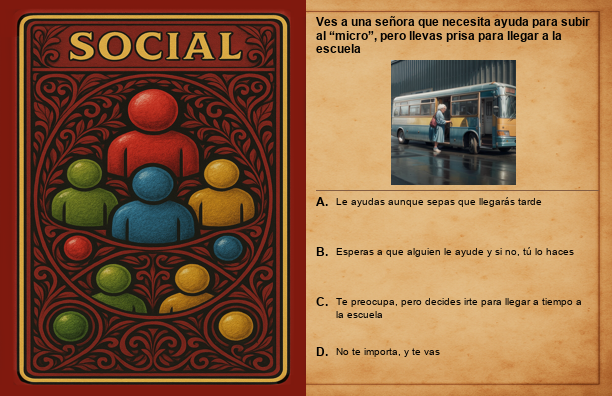 SOCIAL
Ves a una señora que necesita ayuda para subir
al “micro”, pero llevas prisa para llegar a la
escuela
A. Le ayudas aunque sepas que llegarás tarde
B. Esperas a que alguien le ayude y si no, tú lo haces
C. Te preocupa, pero decides irte para llegar a tiempo a
la escuela
D. No te importa, y te vas